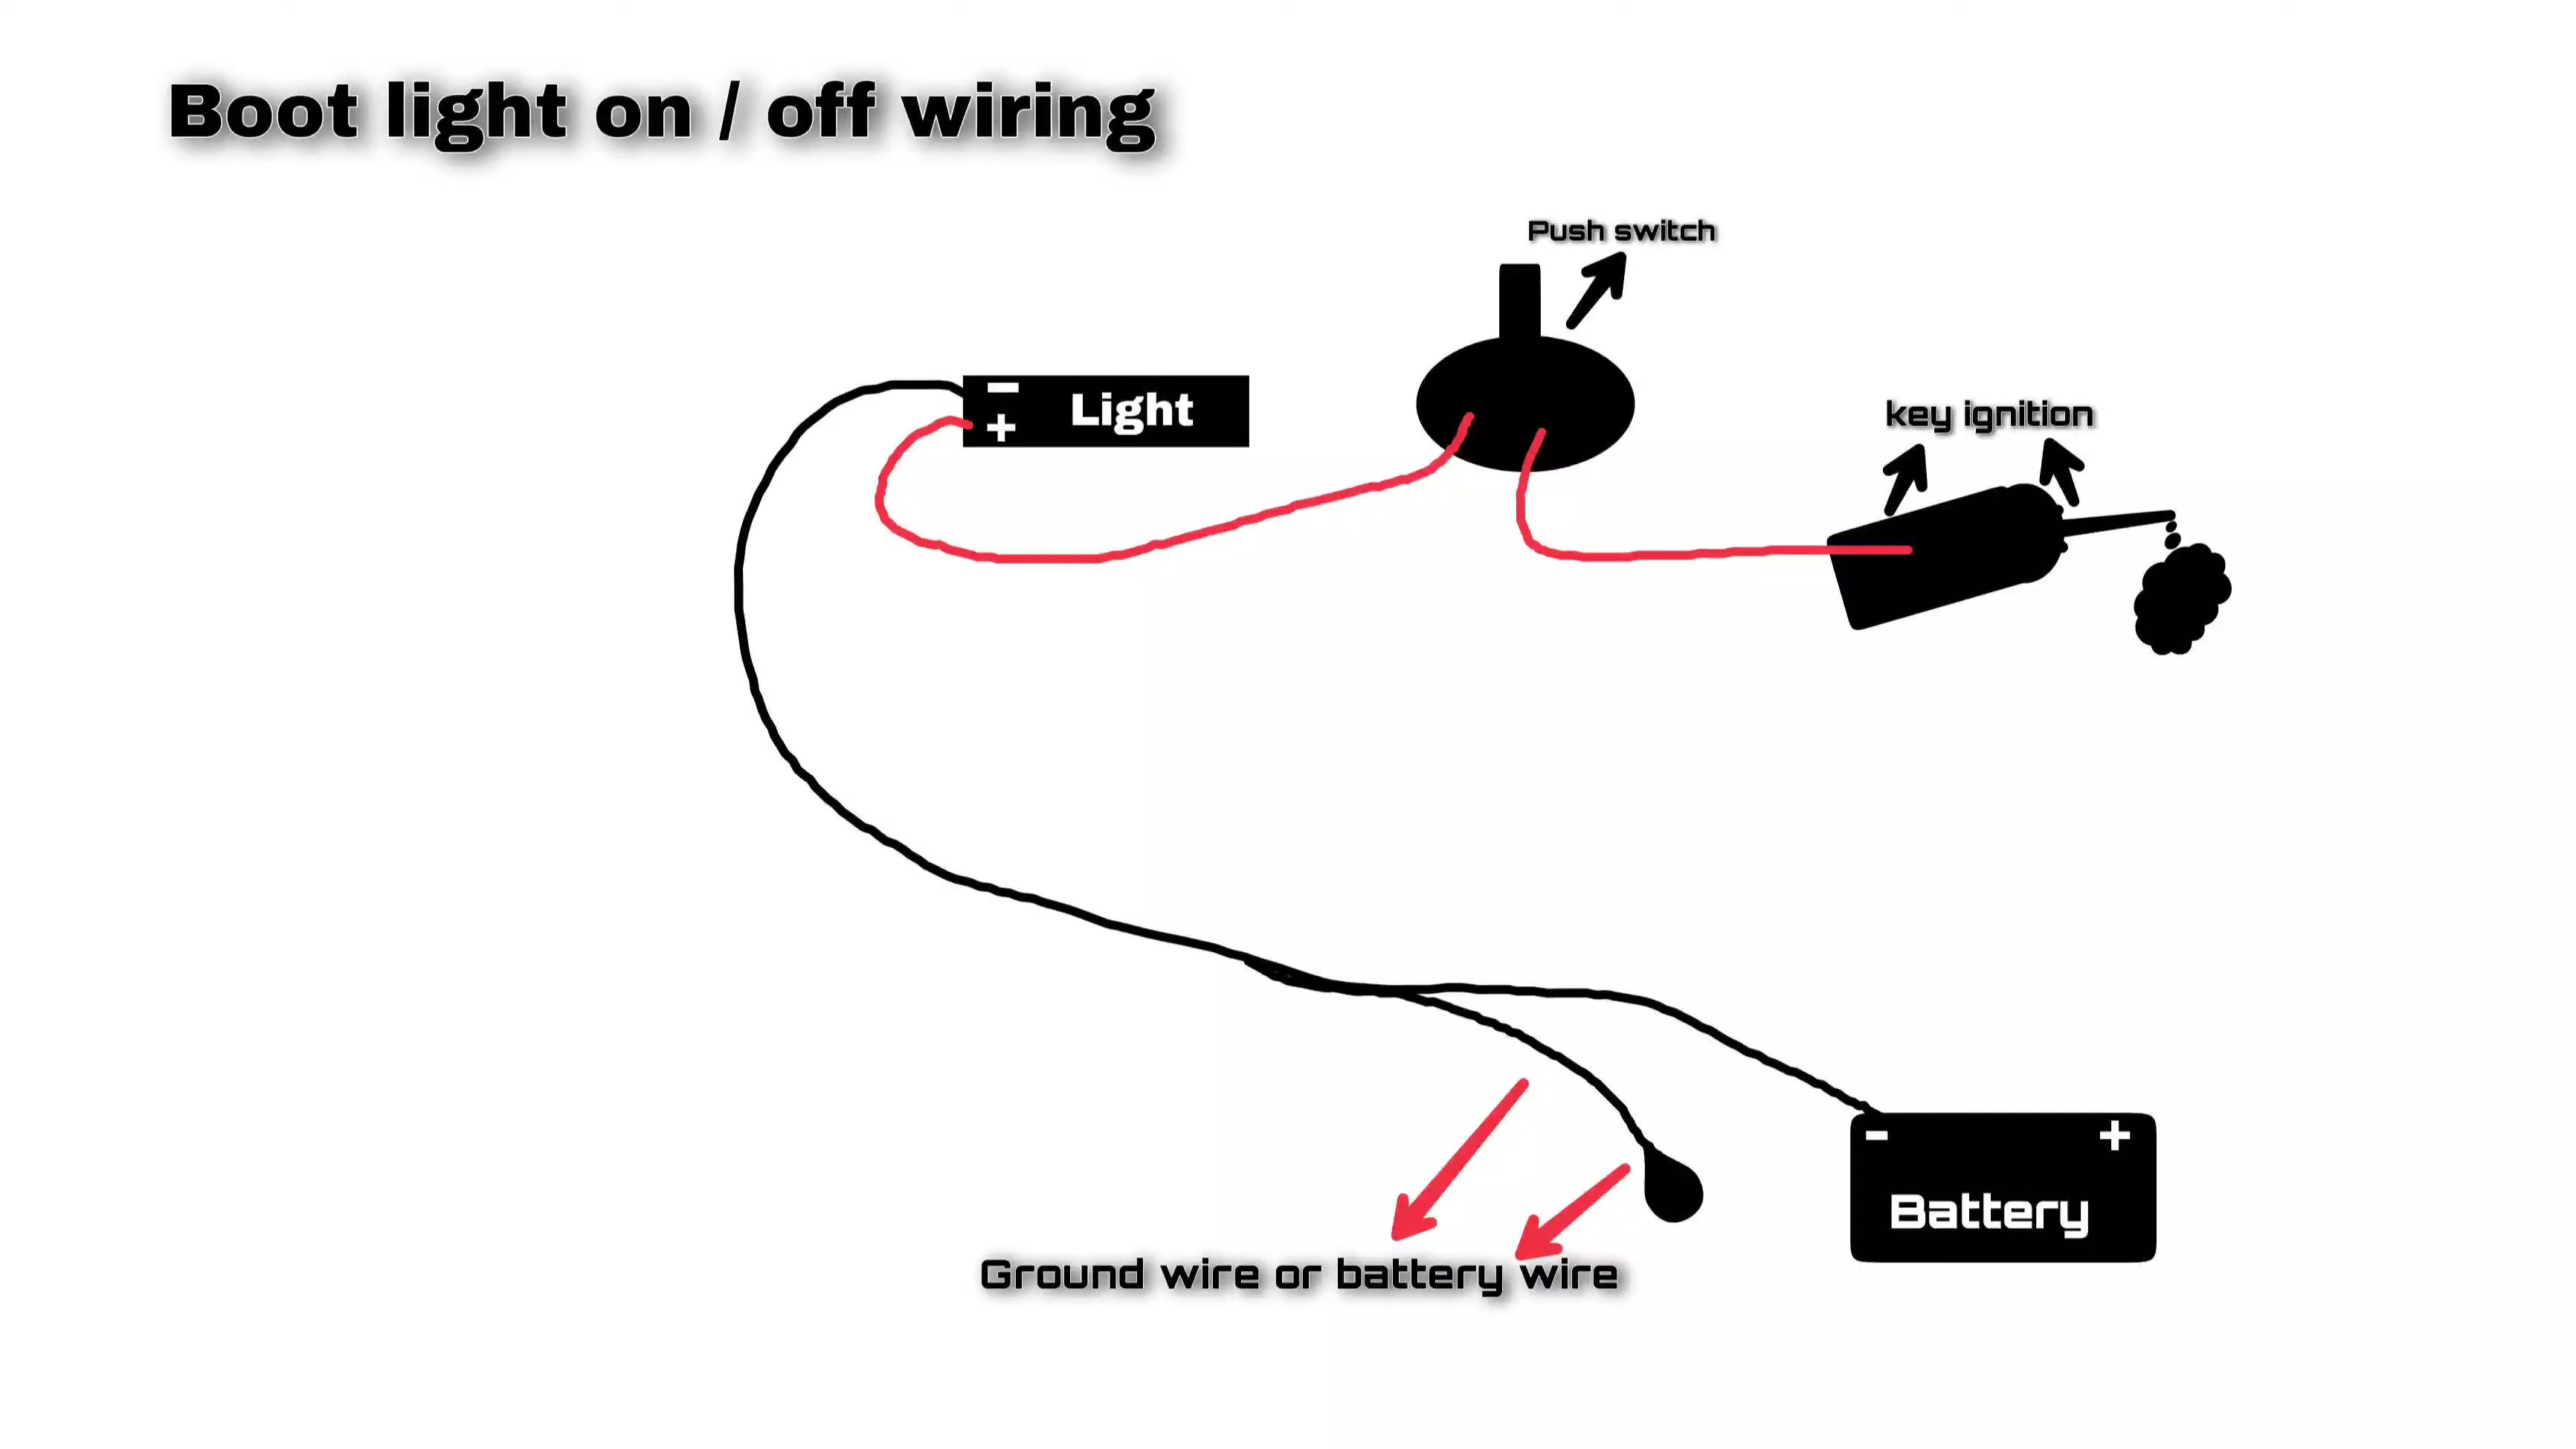 Boot light on / off wiring
Push switch
− Light
+
key ignition
- +
Battery
Ground wire or battery wire